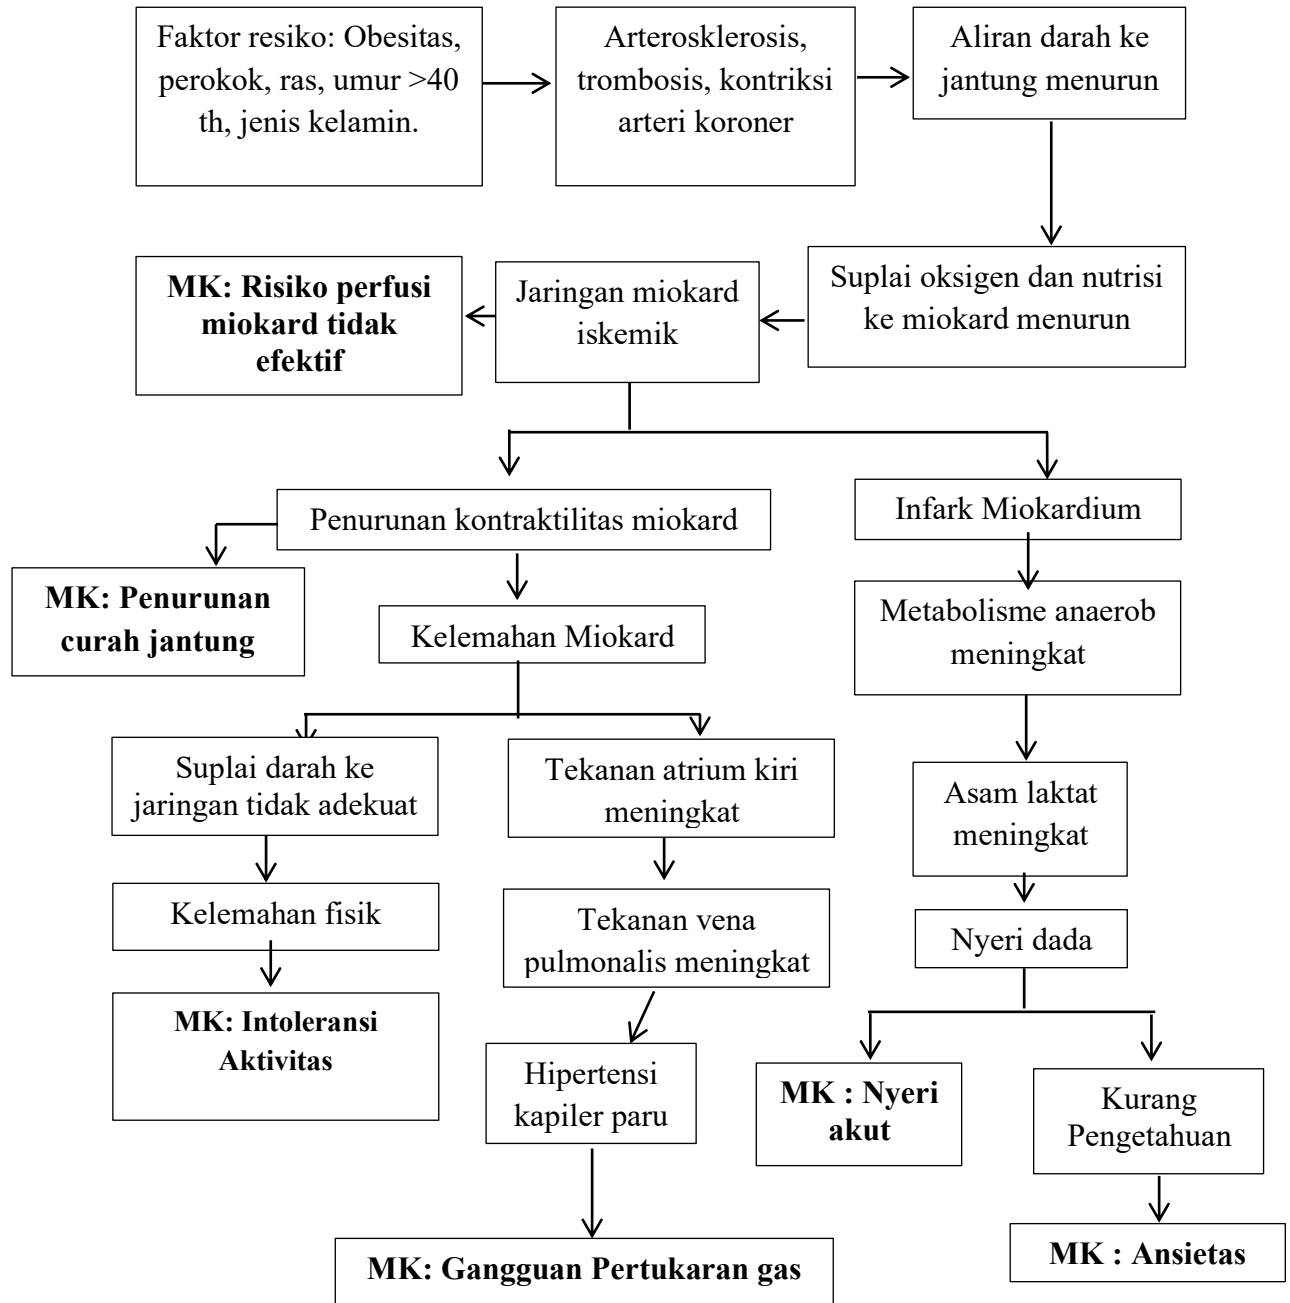 Faktor resiko: Obesitas,
perokok, ras, umur >40
th, jenis kelamin.
Arterosklerosis,
trombosis, kontriksi
arteri koroner
Aliran darah ke
jantung menurun
MK: Risiko perfusi
miokard tidak
efektif
Jaringan miokard
iskemik
Suplai oksigen dan nutrisi
ke miokard menurun
Penurunan kontraktilitas miokard
Infark Miokardium
MK: Penurunan
curah jantung
Kelemahan Miokard
Metabolisme anaerob
meningkat
Suplai darah ke
jaringan tidak adekuat
Tekanan atrium kiri
meningkat
Asam laktat
meningkat
Kelemahan fisik
Tekanan vena
pulmonalis meningkat
Nyeri dada
MK: Intoleransi
Aktivitas
Hipertensi
kapiler paru
MK : Nyeri
akut
Kurang
Pengetahuan
MK: Gangguan Pertukaran gas
MK : Ansietas